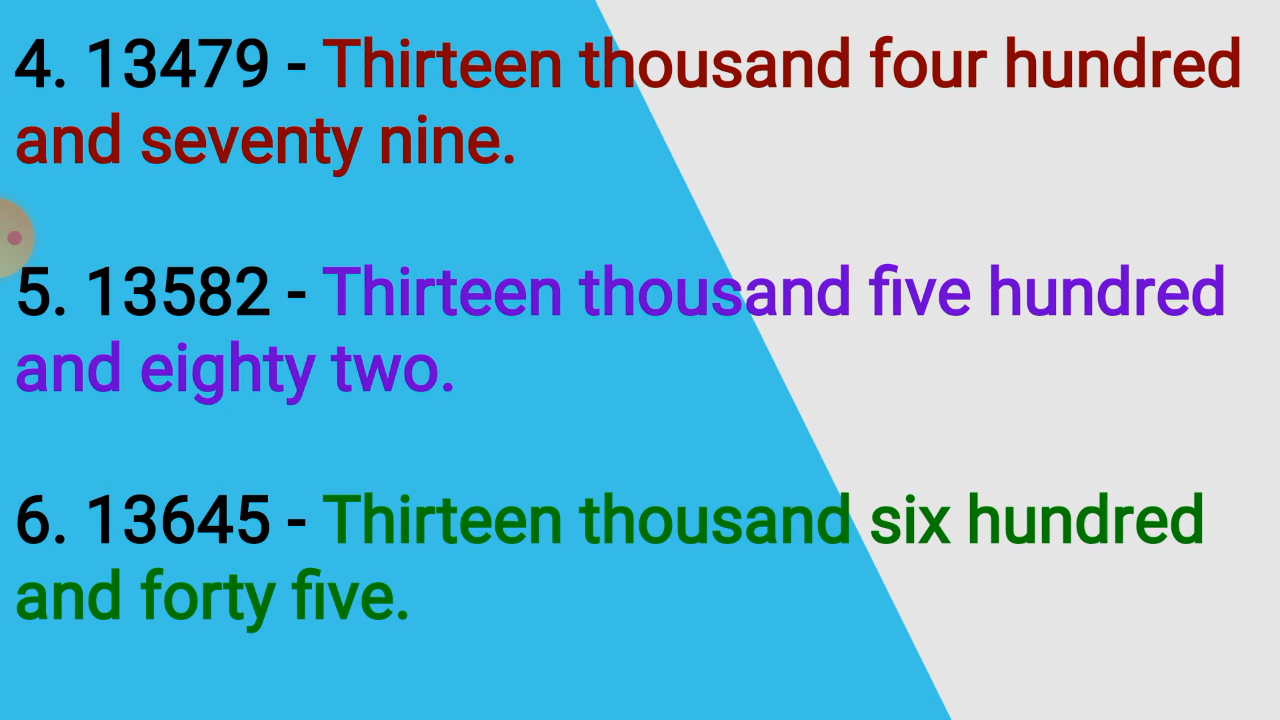 4. 13479 - Thirteen thousand four hundred
and seventy nine.
5. 13582 - Thirteen thousand five hundred
and eighty two.
6. 13645 - Thirteen thousand six hundred
and forty five.